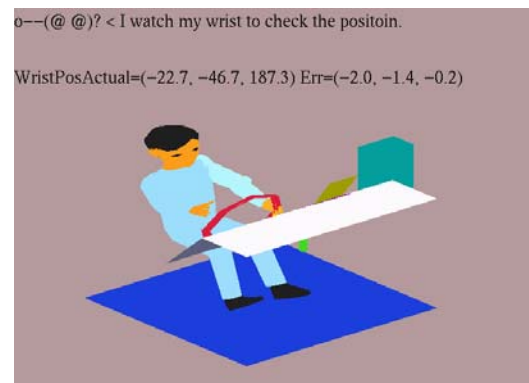 o−−(@ @)? < I watch my wrist to check the positoin.
WristPosActual=(−22.7, −46.7, 187.3) Err=(−2.0, −1.4, −0.2)